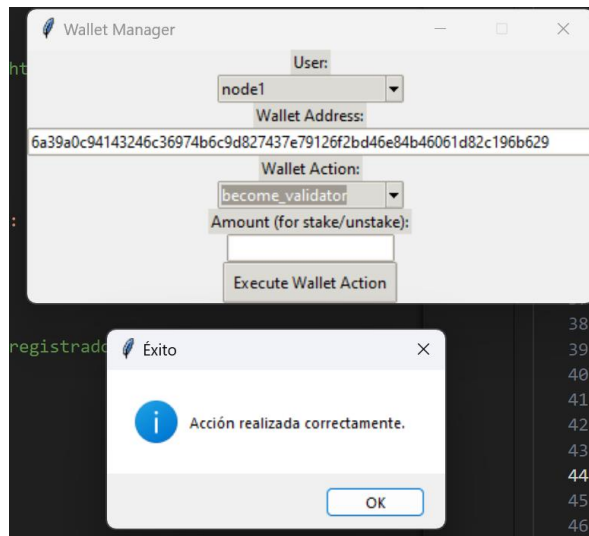 Wallet Manager
ht
User:
node1
Wallet Address:
6a39a0c94143246c36974b6c9d827437e79126f2bd46e84b46061d82c196b629
Wallet Action:
become_validator
:
Amount (for stake/unstake):
Execute Wallet Action
38
registrado
Éxito
39
40
41
Acción realizada correctamente.
42
43
44
OK
45
46